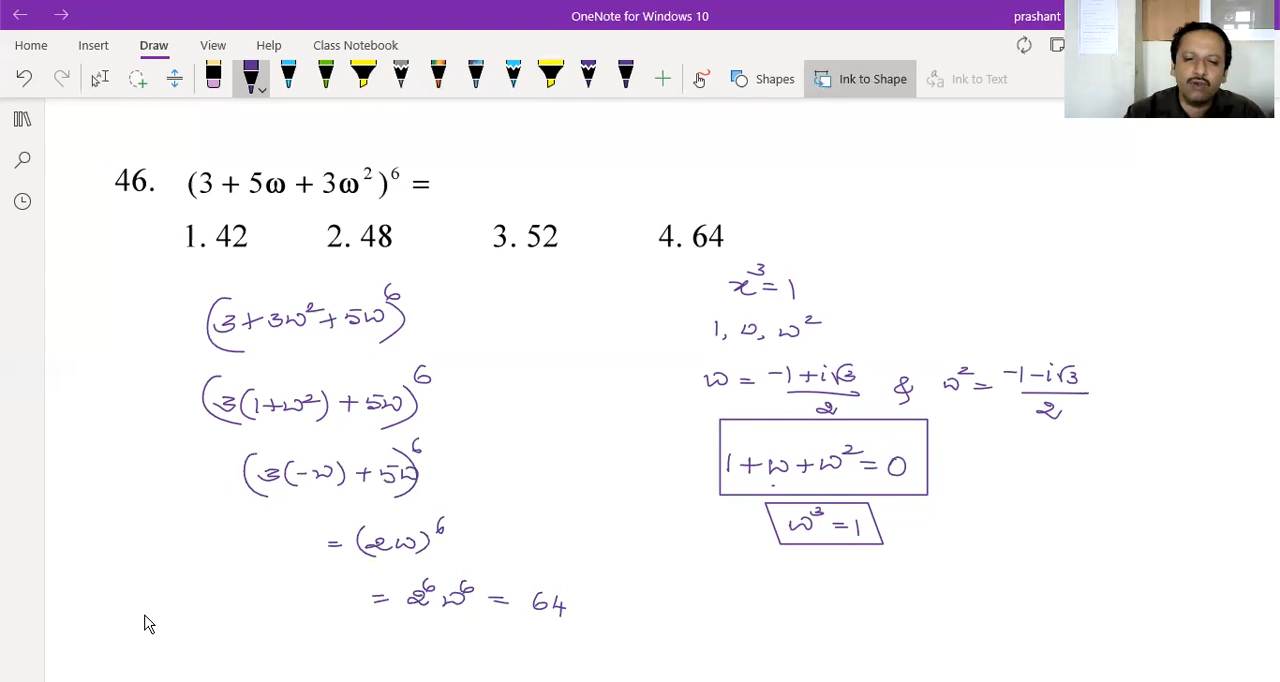 OneNote for Windows 10
prashant
Home Insert Draw View Help Class Notebook
Shapes Ink to Shape Ink to Text
46. (3 + 5ω + 3ω²)⁶ =
1. 42 2. 48 3. 52 4. 64
(3+3ω²+5ω)⁶
(3(1+ω²)+5ω)⁶
(3(-ω)+5ω)⁶
= (2ω)⁶
= 2⁶ω⁶ = 64
x³=1
1, ω, ω²
ω = (-1+i√3)/2 & ω² = (-1-i√3)/2
1+ω+ω²=0
ω³=1